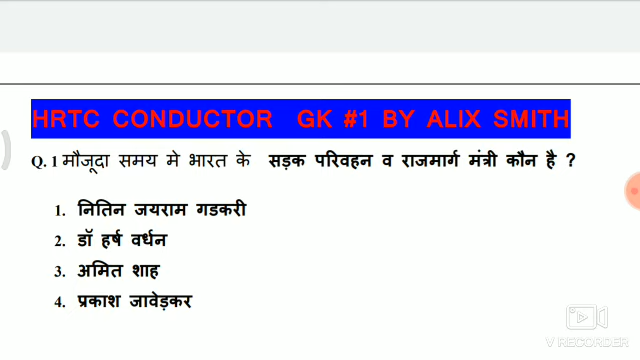 HRTC CONDUCTOR GK #1 BY ALIX SMITH
Q. 1 मौजूदा समय मे भारत के सड़क परिवहन व राजमार्ग मंत्री कौन है ?
1. नितिन जयराम गडकरी
2. डॉ हर्ष वर्धन
3. अमित शाह
4. प्रकाश जावेड़कर
V RECORDER